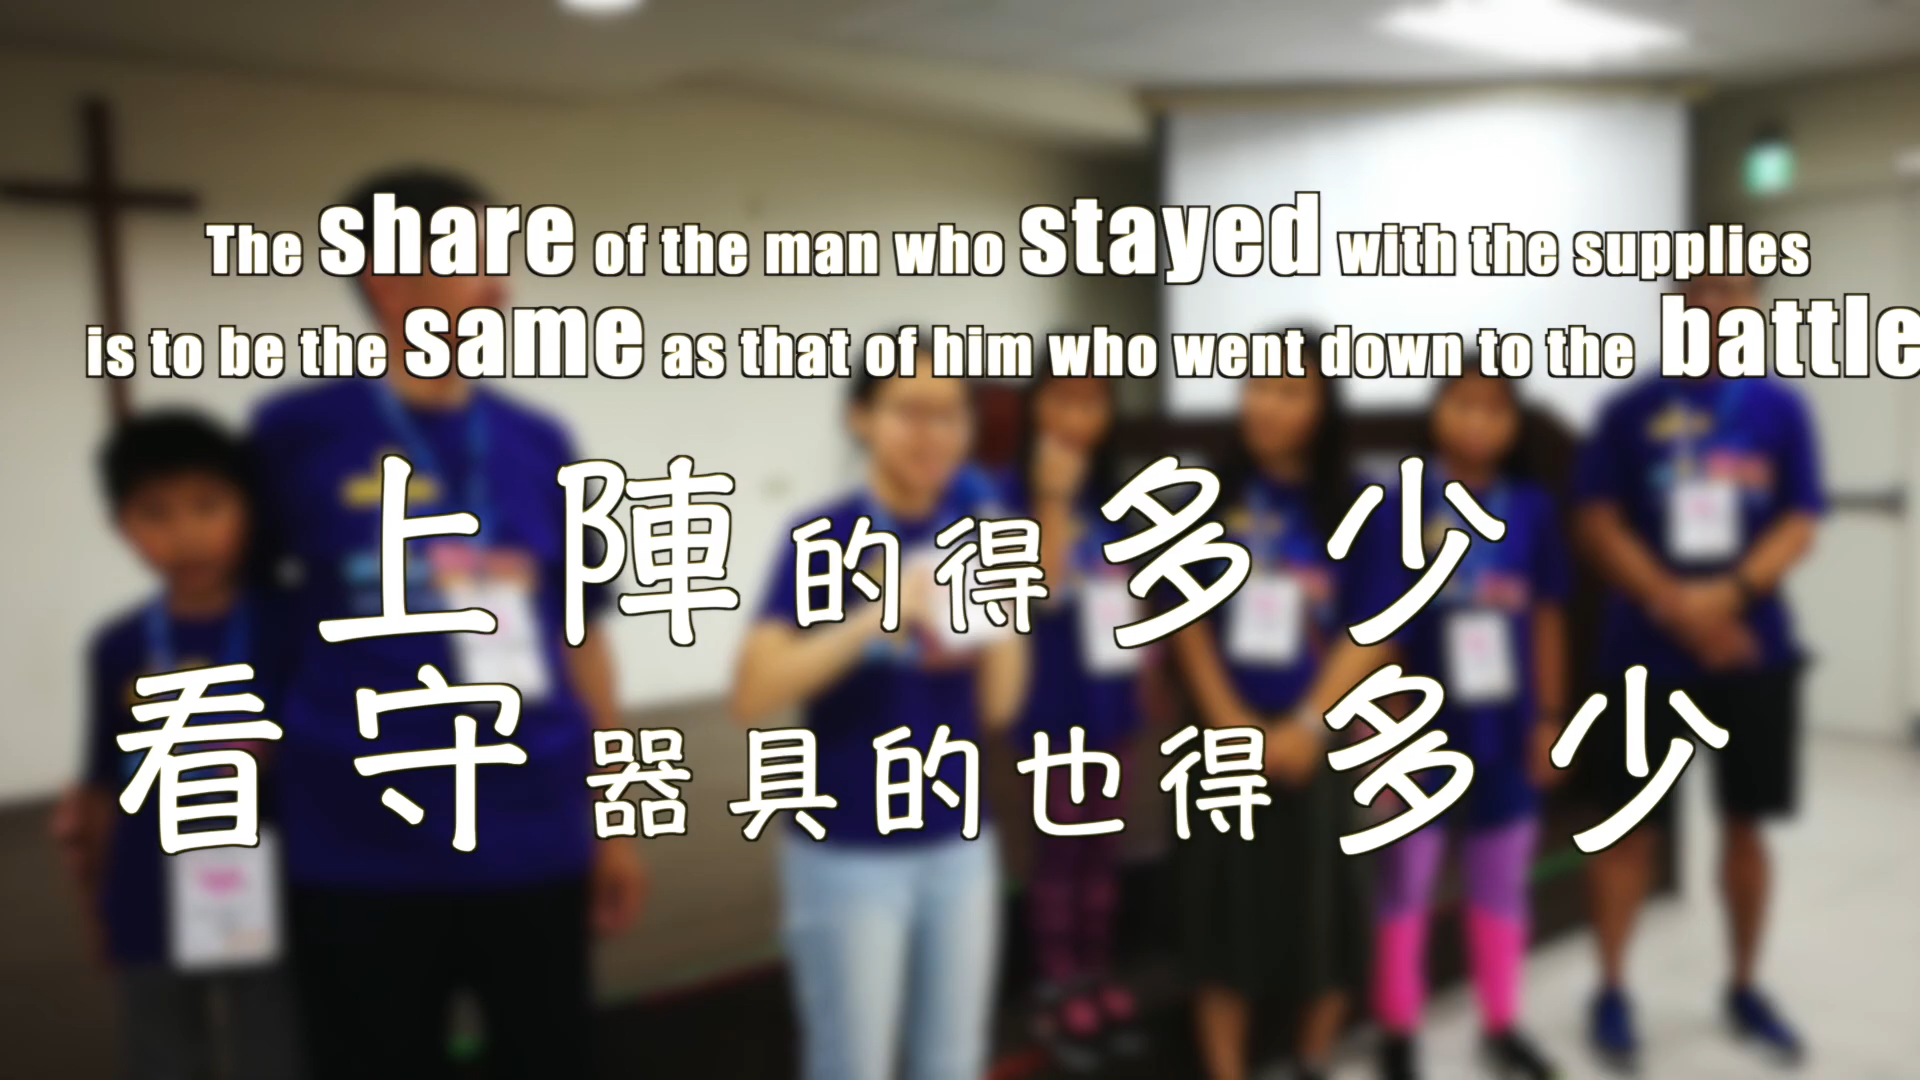 The share of the man who stayed with the supplies
is to be the same as that of him who went down to the battle
上陣的得多少
看守器具的也得多少